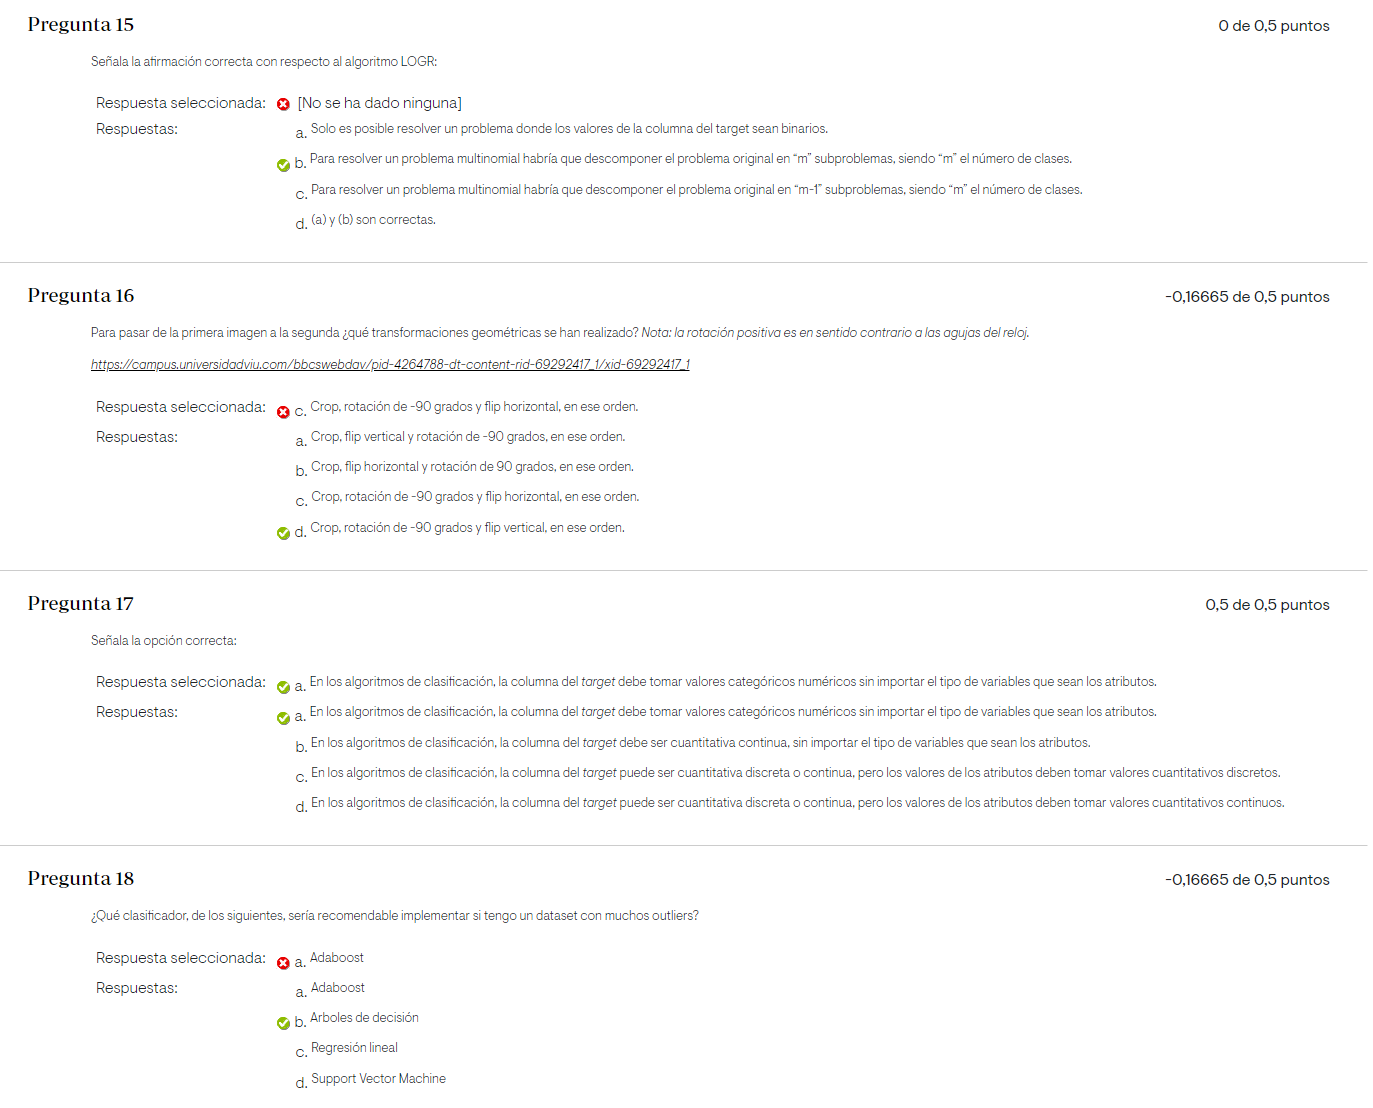 Pregunta 15
0 de 0,5 puntos
Señala la afirmación correcta con respecto al algoritmo LOGR:
Respuesta seleccionada: [No se ha dado ninguna]
Respuestas: a. Solo es posible resolver un problema donde los valores de la columna del target sean binarios.
b. Para resolver un problema multinomial habría que descomponer el problema original en “m” subproblemas, siendo “m” el número de clases.
c. Para resolver un problema multinomial habría que descomponer el problema original en “m-1” subproblemas, siendo “m” el número de clases.
d. (a) y (b) son correctas.
Pregunta 16
-0,16665 de 0,5 puntos
Para pasar de la primera imagen a la segunda ¿qué transformaciones geométricas se han realizado? Nota: la rotación positiva es en sentido contrario a las agujas del reloj.
https://campus.universidadviu.com/bbcswebdav/pid-4264788-dt-content-rid-69292417_1/xid-69292417_1
Respuesta seleccionada: c. Crop, rotación de -90 grados y flip horizontal, en ese orden.
Respuestas: a. Crop, flip vertical y rotación de -90 grados, en ese orden.
b. Crop, flip horizontal y rotación de 90 grados, en ese orden.
c. Crop, rotación de -90 grados y flip horizontal, en ese orden.
d. Crop, rotación de -90 grados y flip vertical, en ese orden.
Pregunta 17
0,5 de 0,5 puntos
Señala la opción correcta:
Respuesta seleccionada: a. En los algoritmos de clasificación, la columna del target debe tomar valores categóricos numéricos sin importar el tipo de variables que sean los atributos.
Respuestas: a. En los algoritmos de clasificación, la columna del target debe tomar valores categóricos numéricos sin importar el tipo de variables que sean los atributos.
b. En los algoritmos de clasificación, la columna del target debe ser cuantitativa continua, sin importar el tipo de variables que sean los atributos.
c. En los algoritmos de clasificación, la columna del target puede ser cuantitativa discreta o continua, pero los valores de los atributos deben tomar valores cuantitativos discretos.
d. En los algoritmos de clasificación, la columna del target puede ser cuantitativa discreta o continua, pero los valores de los atributos deben tomar valores cuantitativos continuos.
Pregunta 18
-0,16665 de 0,5 puntos
¿Qué clasificador, de los siguientes, sería recomendable implementar si tengo un dataset con muchos outliers?
Respuesta seleccionada: a. Adaboost
Respuestas: a. Adaboost
b. Arboles de decisión
c. Regresión lineal
d. Support Vector Machine